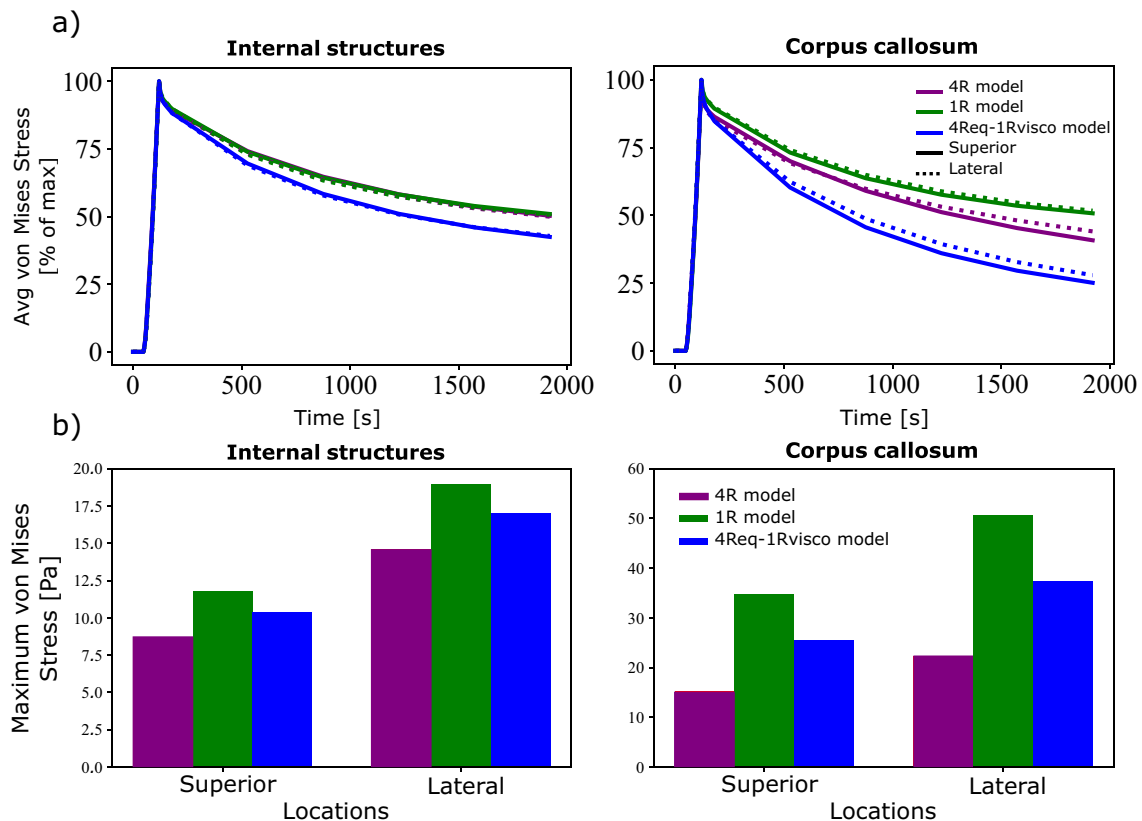 a)
Internal structures
Corpus callosum
Avg von Mises Stress
[% of max]
100
75
50
25
0
0
500
1000
1500
2000
Time [s]
100
75
50
25
0
4R model
1R model
4Req-1Rvisco model
Superior
Lateral
0
500
1000
1500
2000
Time [s]
b)
Internal structures
Corpus callosum
Maximum von Mises
Stress [Pa]
20.0
17.5
15.0
12.5
10.0
7.5
5.0
2.5
0.0
Superior
Lateral
Locations
60
50
40
30
20
10
0
4R model
1R model
4Req-1Rvisco model
Superior
Lateral
Locations